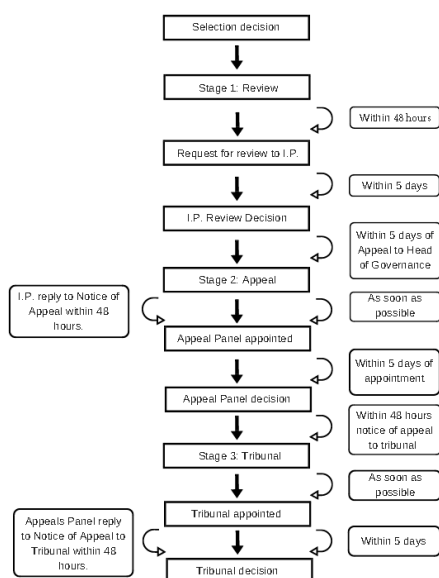 Selection decision
Stage 1: Review
Within 48 hours
Request for review to I.P.
Within 5 days
I.P. Review Decision
Within 5 days of
Appeal to Head
of Governance
Stage 2: Appeal
I.P. reply to Notice of
Appeal within 48
hours.
As soon as
possible
Appeal Panel appointed
Within 5 days of
appointment
Appeal Panel decision
Within 48 hours
notice of appeal
to tribunal
Stage 3: Tribunal
As soon as
possible
Tribunal appointed
Appeals Panel reply
to Notice of Appeal to
Tribunal within 48
hours.
Within 5 days
Tribunal decision